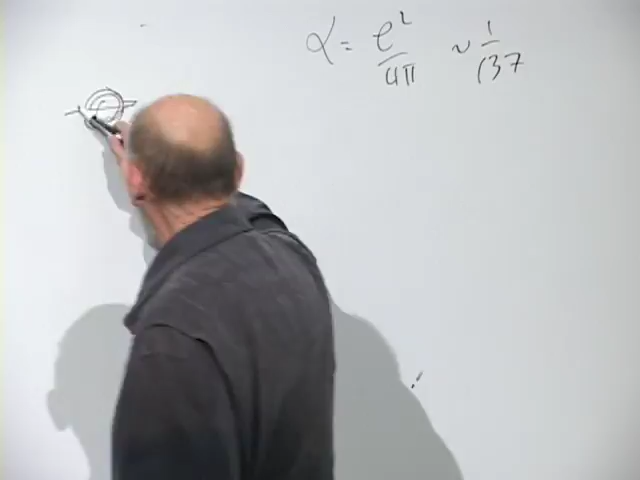 α = e²/4π ~ 1/137